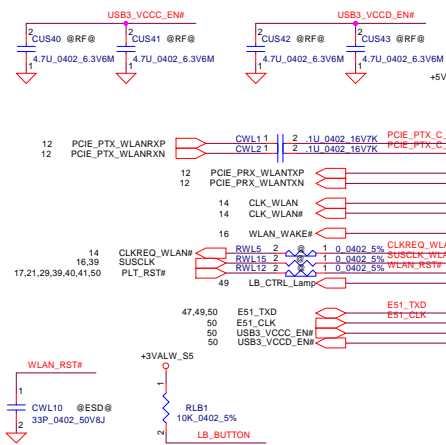 USB3_VCCC_EN# USB3_VCCD_EN#
2 CUS40 @RF@ 2 CUS41 @RF@ 2 CUS42 @RF@ 2 CUS43 @RF@
1 4.7U_0402_6.3V6M 1 4.7U_0402_6.3V6M 1 4.7U_0402_6.3V6M 1 4.7U_0402_6.3V6M
+5V
12 PCIE_PTX_WLANRXP CWL1 1 2 .1U_0402_16V7K PCIE_PTX_C_
12 PCIE_PTX_WLANRXN CWL2 1 2 .1U_0402_16V7K PCIE_PTX_C_
12 PCIE_PRX_WLANTXP
12 PCIE_PRX_WLANTXN
14 CLK_WLAN
14 CLK_WLAN#
16 WLAN_WAKE#
14 CLKREQ_WLAN# RWL5 2 @ 1 0_0402_5% CLKREQ_WLA
16,39 SUSCLK RWL15 2 @ 1 0_0402_5% SUSCLK_WLA
17,21,29,39,40,41,50 PLT_RST# RWL12 2 @ 1 0_0402_5% WLAN_RST#
49 LB_CTRL_Lamp
47,49,50 E51_TXD E51_TXD
50 E51_CLK E51_CLK
50 USB3_VCCC_EN#
50 USB3_VCCD_EN#
WLAN_RST# +3VALW_S5
1 1
CWL10 @ESD@ RLB1
2 33P_0402_50V8J 10K_0402_5%
2 LB_BUTTON